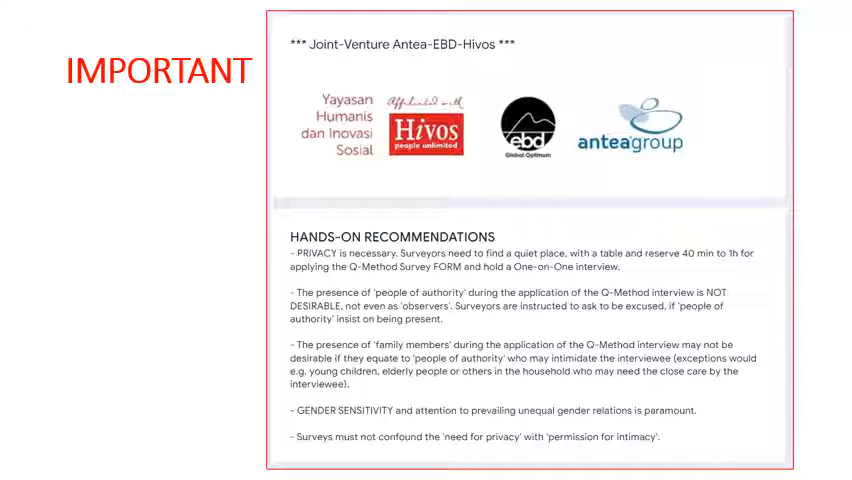 IMPORTANT
*** Joint-Venture Antea-EBD-Hivos ***
Yayasan
Humanis
dan Inovasi
Sosial
Affiliated with
Hivos
people unlimited
ebd
Global Optimum
anteagroup
HANDS-ON RECOMMENDATIONS
- PRIVACY is necessary. Surveyors need to find a quiet place, with a table and reserve 40 min to 1h for
applying the Q-Method Survey FORM and hold a One-on-One interview.
- The presence of 'people of authority' during the application of the Q-Method interview is NOT
DESIRABLE, not even as 'observers'. Surveyors are instructed to ask to be excused, if 'people of
authority' insist on being present.
- The presence of 'family members' during the application of the Q-Method interview may not be
desirable if they equate to 'people of authority' who may intimidate the interviewee (exceptions would
e.g. young children, elderly people or others in the household who may need the close care by the
interviewee).
- GENDER SENSITIVITY and attention to prevailing unequal gender relations is paramount.
- Surveys must not confound the 'need for privacy' with 'permission for intimacy'.